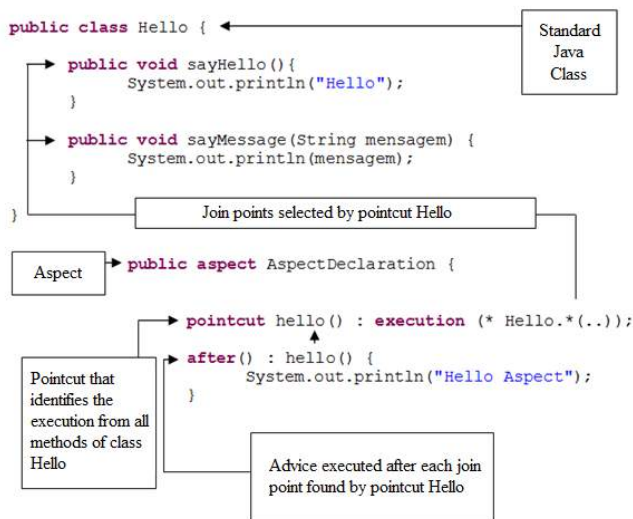 public class Hello {
Standard
Java
Class
public void sayHello(){
System.out.println("Hello");
}
public void sayMessage(String mensagem) {
System.out.println(mensagem);
}
}
Join points selected by pointcut Hello
Aspect
public aspect AspectDeclaration {
pointcut hello() : execution (* Hello.*(..));
after() : hello() {
System.out.println("Hello Aspect");
}
Pointcut that
identifies the
execution from all
methods of class
Hello
Advice executed after each join
point found by pointcut Hello